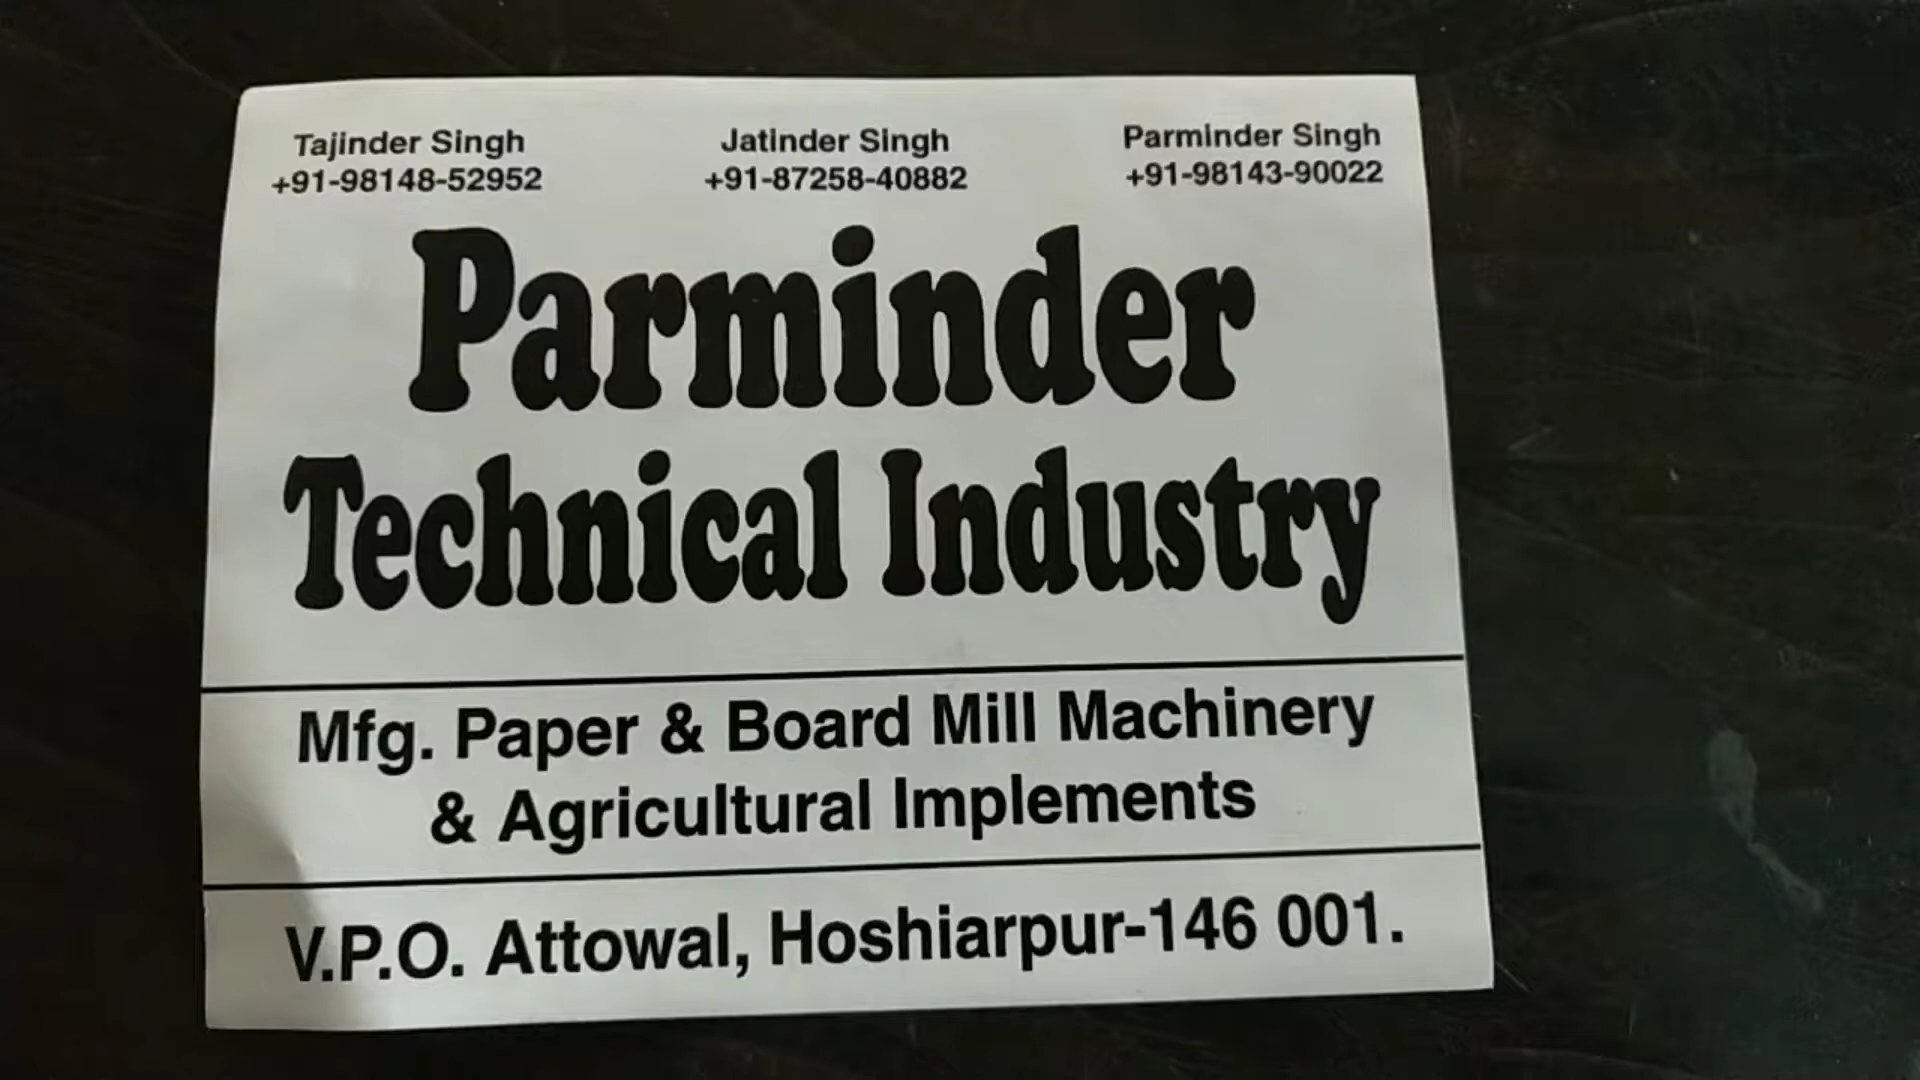 Tajinder Singh
+91-98148-52952
Jatinder Singh
+91-87258-40882
Parminder Singh
+91-98143-90022
Parminder
Technical Industry
Mfg. Paper & Board Mill Machinery
& Agricultural Implements
V.P.O. Attowal, Hoshiarpur-146 001.